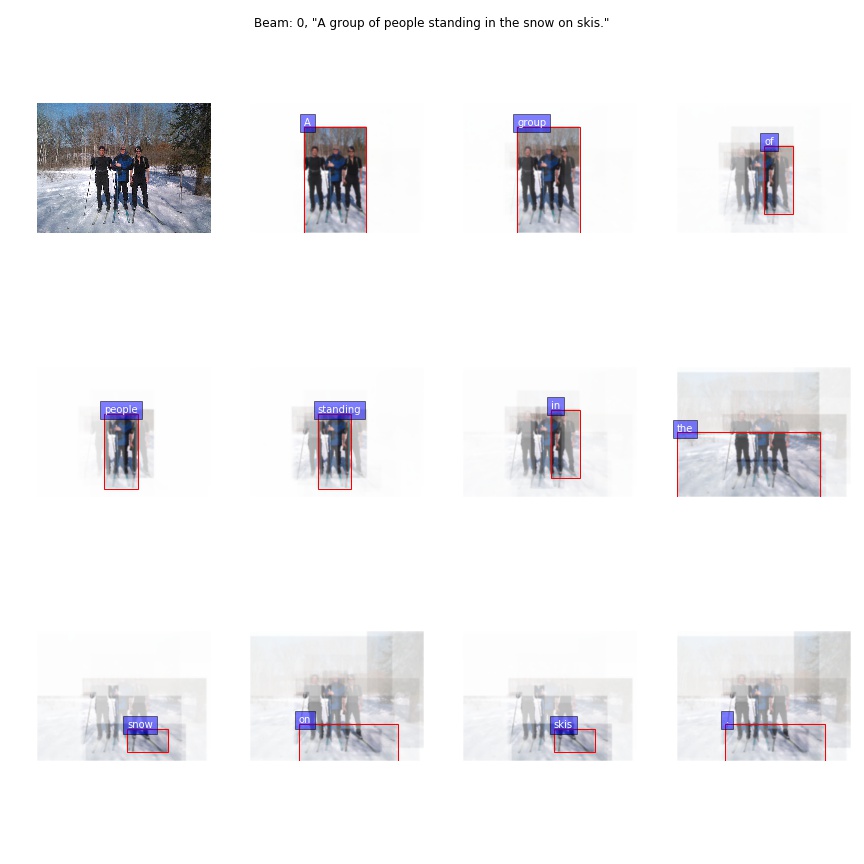 Beam: 0, "A group of people standing in the snow on skis."
A
group
of
people
standing
in
the
snow
on
skis